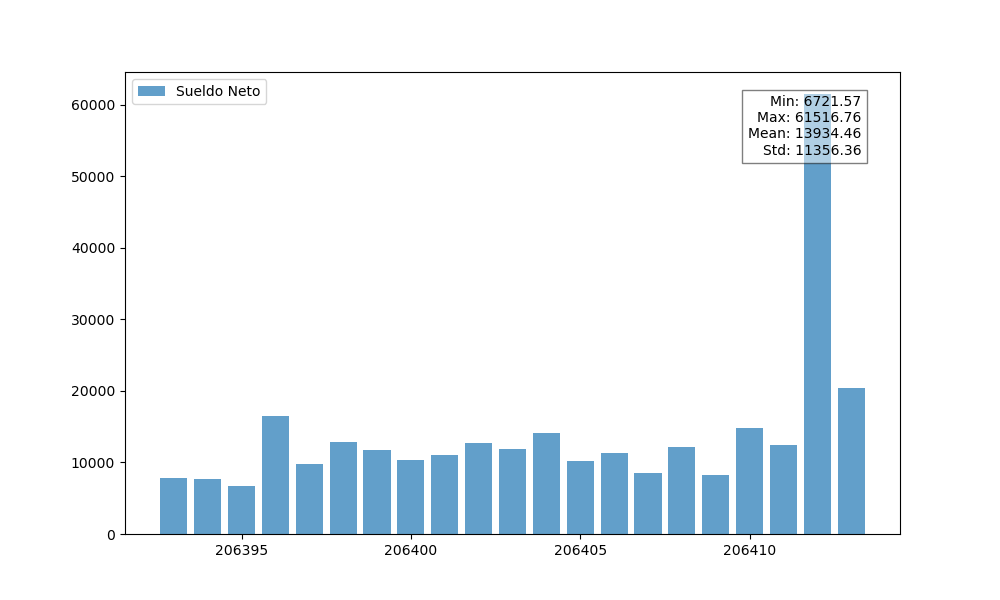 Sueldo Neto
Min: 6721.57
Max: 61516.76
Mean: 13934.46
Std: 11356.36
60000
50000
40000
30000
20000
10000
0
206395
206400
206405
206410